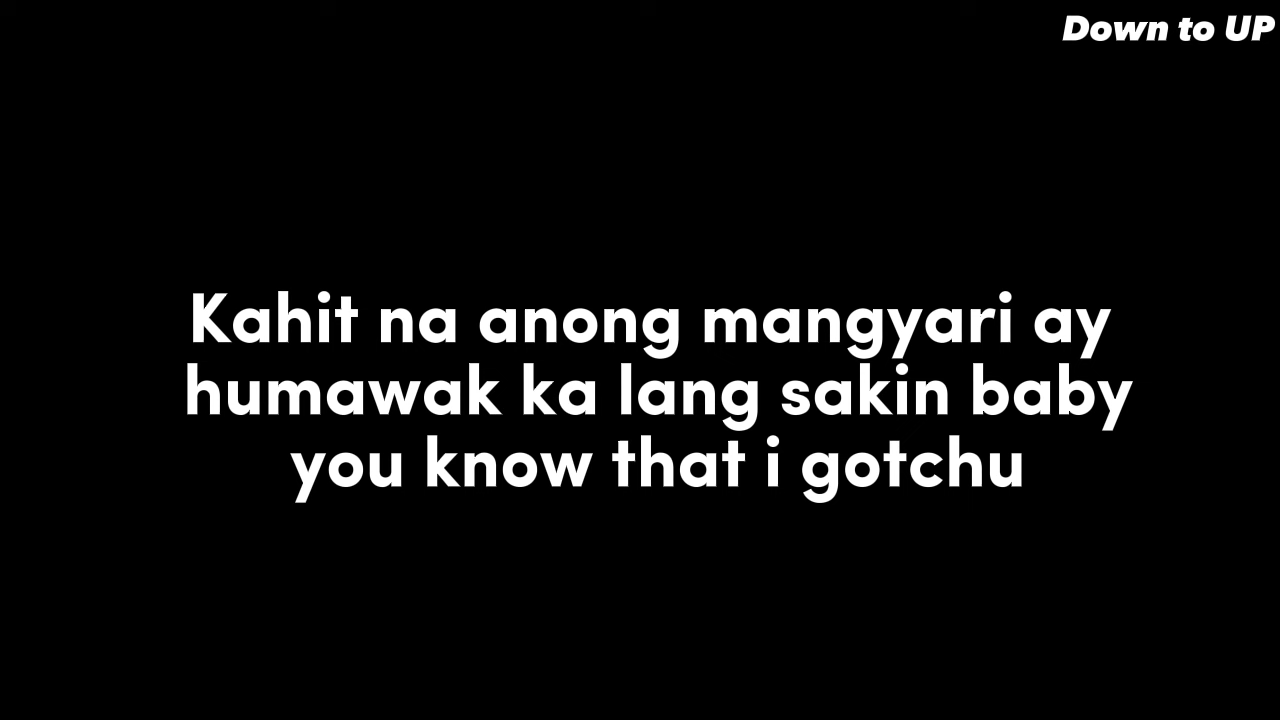 Down to UP
Kahit na anong mangyari ay
humawak ka lang sakin baby
you know that i gotchu